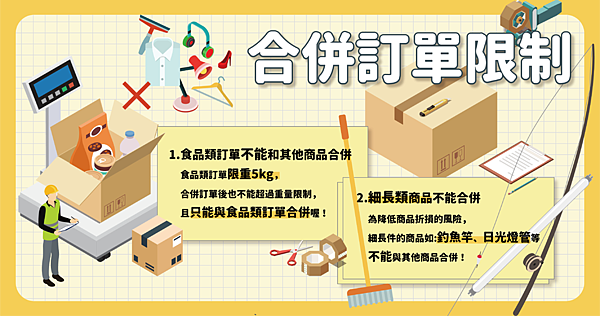 合併訂單限制
1.食品類訂單不能和其他商品合併
食品類訂單限重5kg，
合併訂單後也不能超過重量限制，
且只能與食品類訂單合併喔！
2.細長類商品不能合併
為降低商品折損的風險，
細長件的商品如:釣魚竿、日光燈管等
不能與其他商品合併！